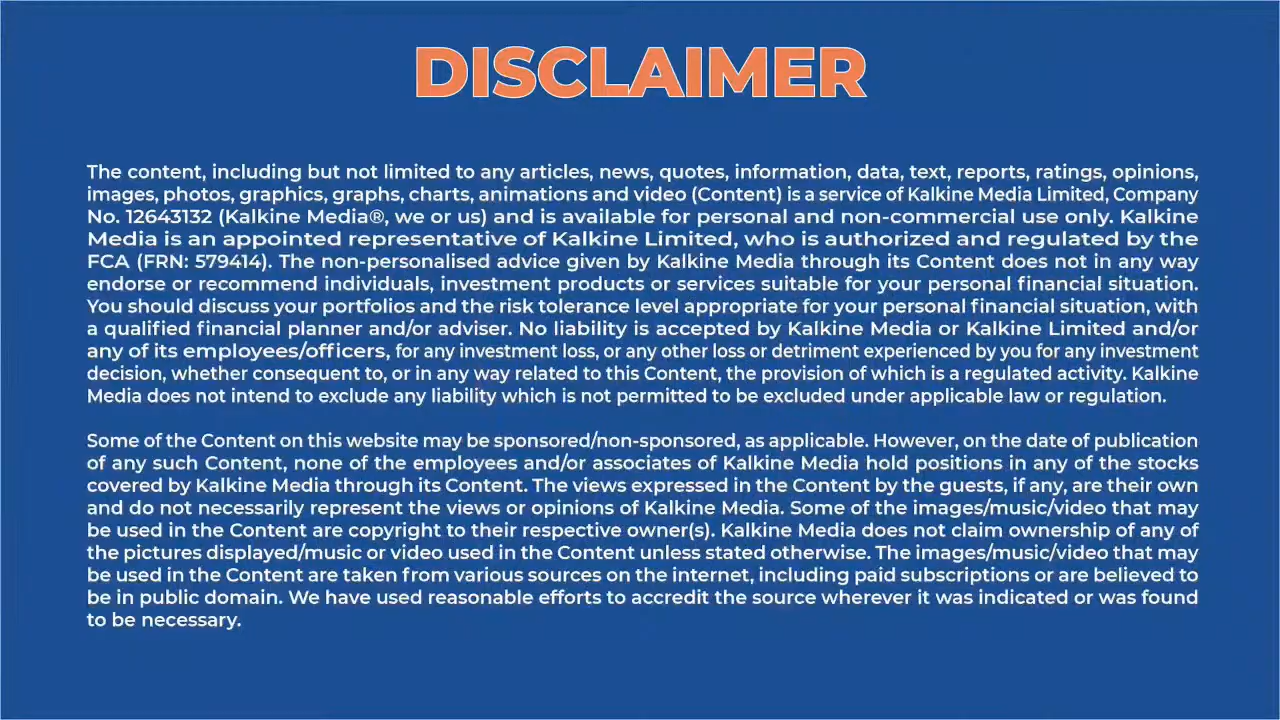 DISCLAIMER
The content, including but not limited to any articles, news, quotes, information, data, text, reports, ratings, opinions,
images, photos, graphics, graphs, charts, animations and video (Content) is a service of Kalkine Media Limited, Company
No. 12643132 (Kalkine Media®, we or us) and is available for personal and non-commercial use only. Kalkine
Media is an appointed representative of Kalkine Limited, who is authorized and regulated by the
FCA (FRN: 579414). The non-personalised advice given by Kalkine Media through its Content does not in any way
endorse or recommend individuals, investment products or services suitable for your personal financial situation.
You should discuss your portfolios and the risk tolerance level appropriate for your personal financial situation, with
a qualified financial planner and/or adviser. No liability is accepted by Kalkine Media or Kalkine Limited and/or
any of its employees/officers, for any investment loss, or any other loss or detriment experienced by you for any investment
decision, whether consequent to, or in any way related to this Content, the provision of which is a regulated activity. Kalkine
Media does not intend to exclude any liability which is not permitted to be excluded under applicable law or regulation.
Some of the Content on this website may be sponsored/non-sponsored, as applicable. However, on the date of publication
of any such Content, none of the employees and/or associates of Kalkine Media hold positions in any of the stocks
covered by Kalkine Media through its Content. The views expressed in the Content by the guests, if any, are their own
and do not necessarily represent the views or opinions of Kalkine Media. Some of the images/music/video that may
be used in the Content are copyright to their respective owner(s). Kalkine Media does not claim ownership of any of
the pictures displayed/music or video used in the Content unless stated otherwise. The images/music/video that may
be used in the Content are taken from various sources on the internet, including paid subscriptions or are believed to
be in public domain. We have used reasonable efforts to accredit the source wherever it was indicated or was found
to be necessary.